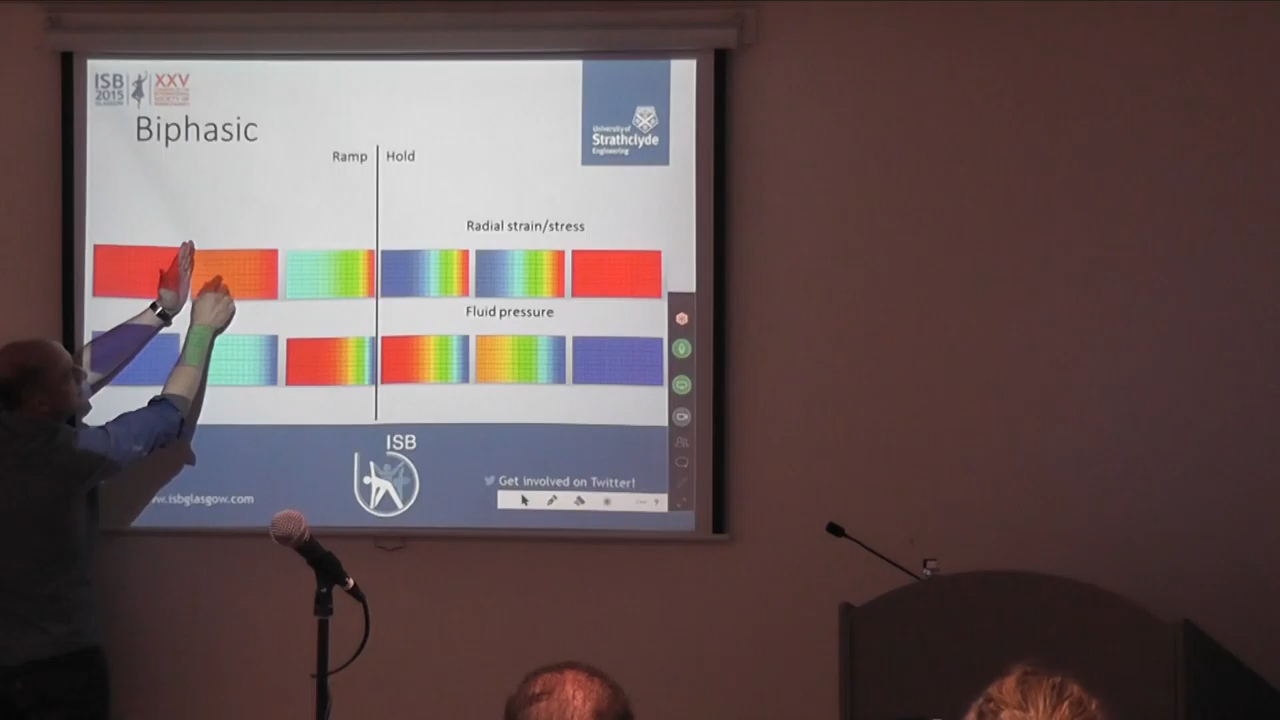 ISB
2015
GLASGOW
XXV
Biphasic
University of
Strathclyde
Engineering
Ramp
Hold
Radial strain/stress
Fluid pressure
ISB
w.isbglasgow.com
Get involved on Twitter!
?